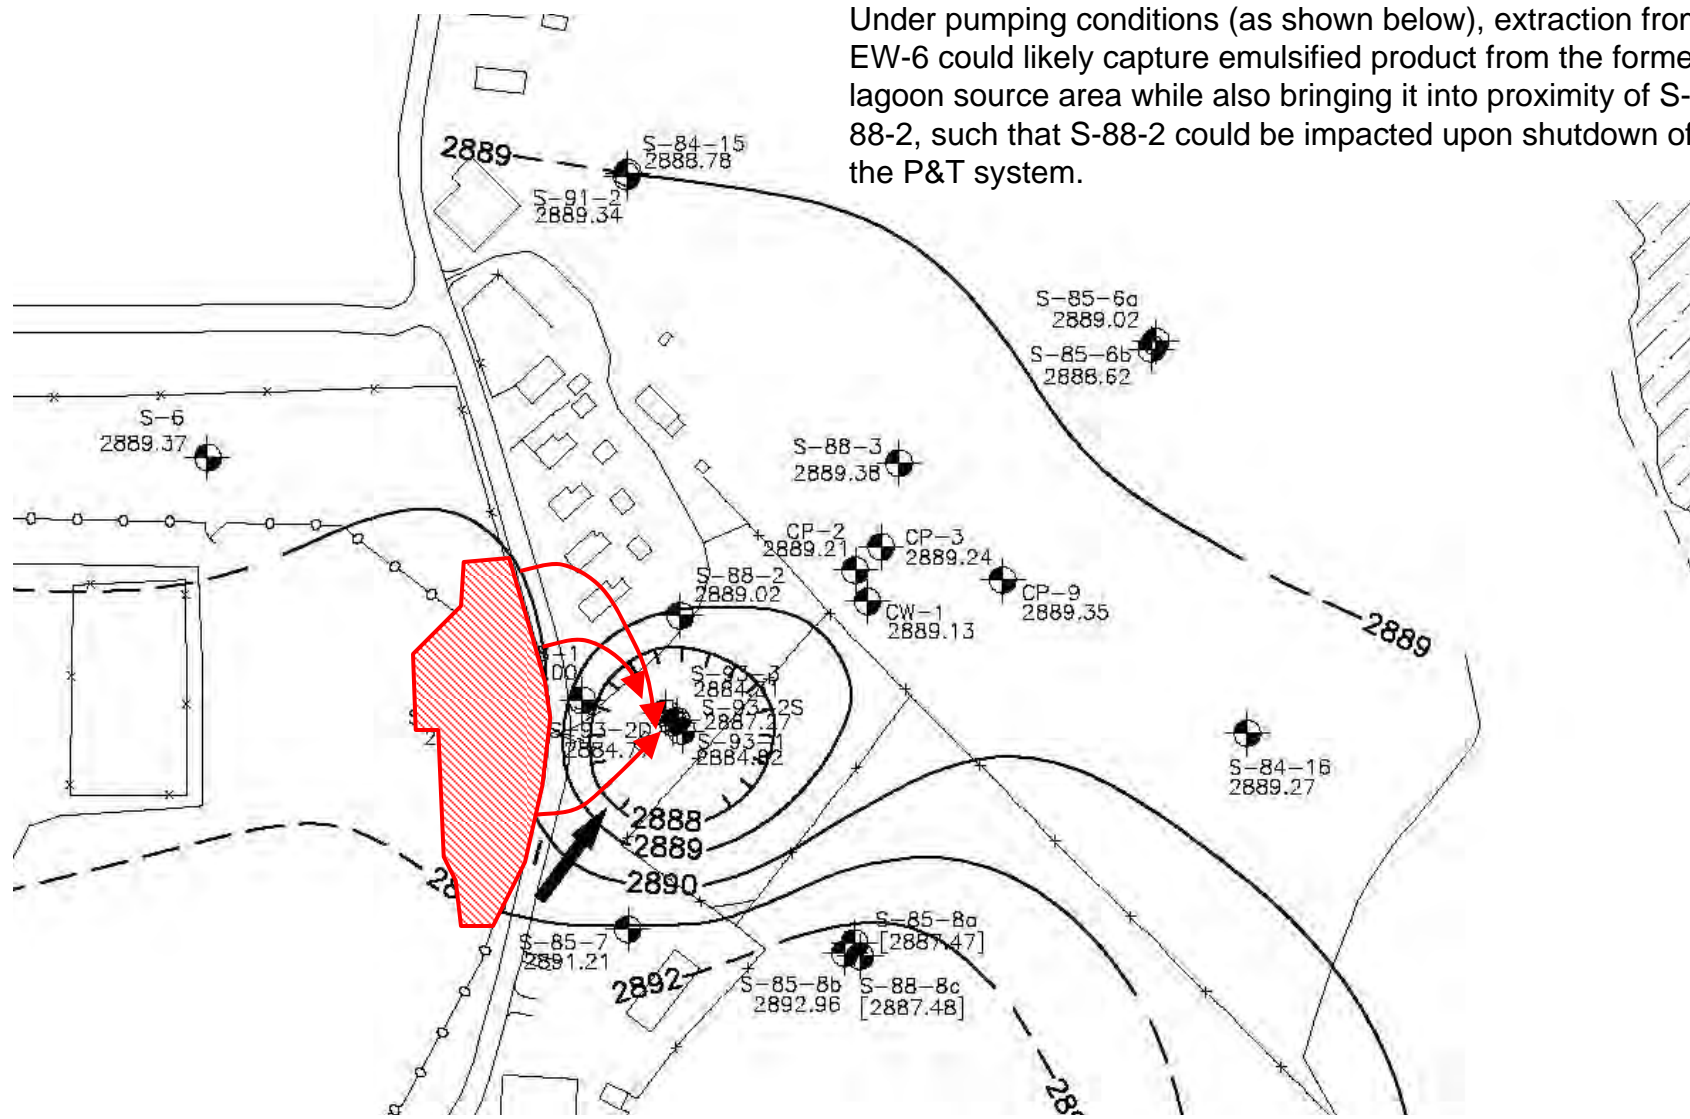 Under pumping conditions (as shown below), extraction from
EW-6 could likely capture emulsified product from the forme
lagoon source area while also bringing it into proximity of S-
88-2, such that S-88-2 could be impacted upon shutdown of
the P&T system.
2889
S-84-15
2888.78
S-91-2
2889.34
S-85-6a
2889.02
S-85-6b
2888.62
S-6
2889.37
S-88-3
2889.38
CP-2
2889.21
CP-3
2889.24
S-88-2
2889.02
CP-9
2889.35
CW-1
2889.13
2889
S-93-3
S-93-2S
2887.27
S-93-2D
S-93-1
2884.82
S-84-16
2889.27
2888
2889
2890
S-85-7
2891.21
S-85-8a
[2887.47]
2892
S-85-8b
2892.96
S-88-8c
[2887.48]